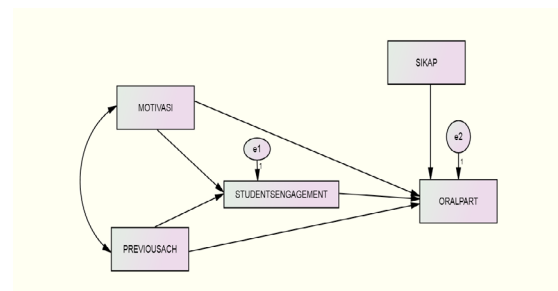 SIKAP
MOTIVASI
e1
e2
1
1
STUDENTSENGAGEMENT
ORALPART
PREVIOUSACH